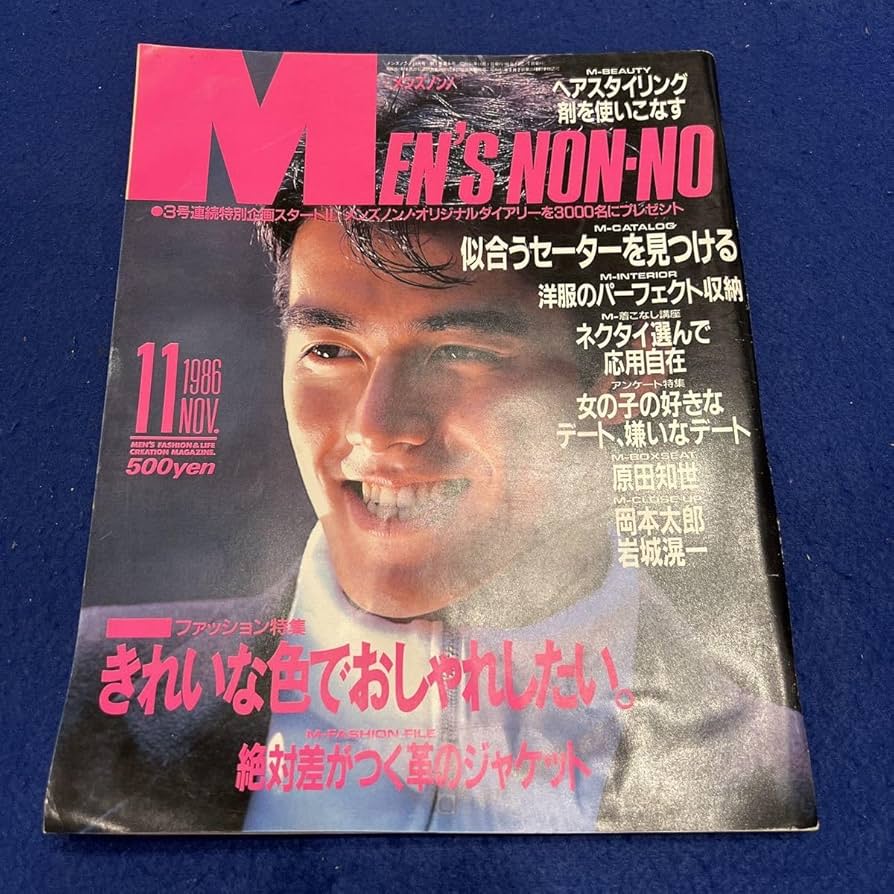 メンズノンノ
MEN'S NON·NO
M-BEAUTY
ヘアスタイリング
剤を使いこなす
●3号連続特別企画スタート!! メンズノンノ・オリジナルダイアリーを3000名にプレゼント
M-CATALOG
似合うセーターを見つける
M-INTERIOR
洋服のパーフェクト収納
M-着こなし講座
ネクタイ選んで
応用自在
アンケート特集
女の子の好きな
デート、嫌いなデート
M-BOXSEAT
原田知世
M-CLOSE UP
岡本太郎
岩城滉一
11
1986
NOV.
MEN'S FASHION & LIFE
CREATION MAGAZINE.
500yen
ファッション特集
きれいな色でおしゃれしたい。
M-FASHION FILE
絶対差がつく革のジャケット